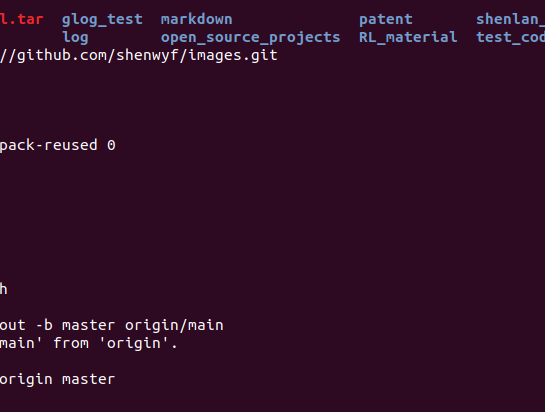 l.tar glog_test markdown patent shenlan_
log open_source_projects RL_material test_cod
//github.com/shenwyf/images.git
pack-reused 0
h
out -b master origin/main
main' from 'origin'.
origin master